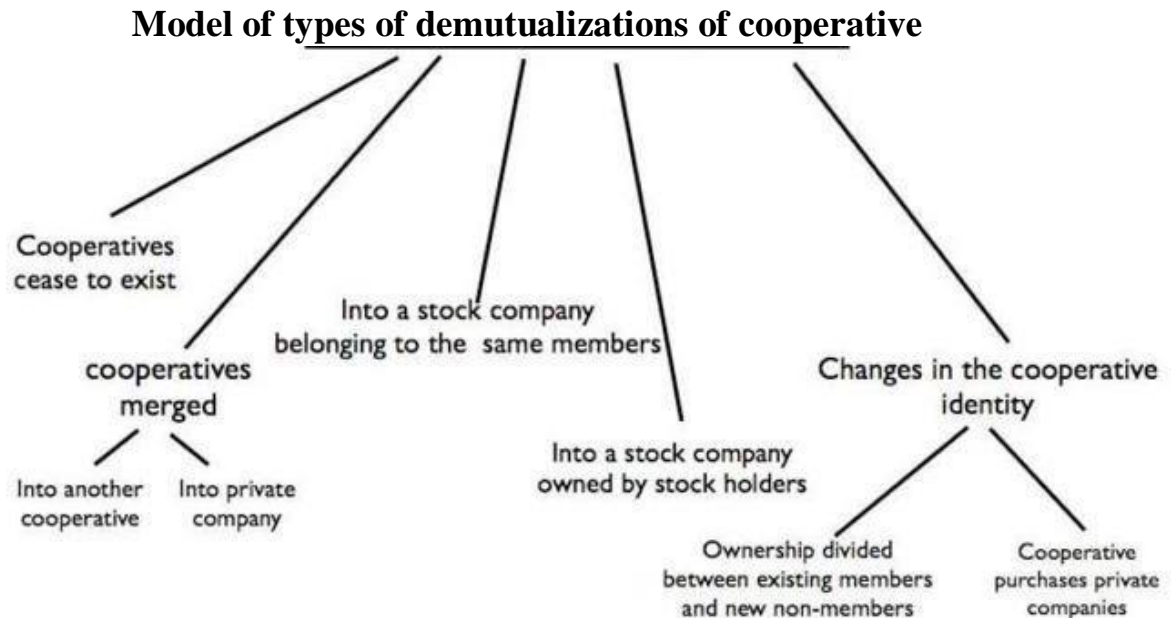 Model of types of demutualizations of cooperative
Cooperatives
cease to exist
cooperatives
merged
Into another
cooperative
Into private
company
Into a stock company
belonging to the  same members
Into a stock company
owned by stock holders
Changes in the cooperative
identity
Ownership divided
between existing members
and new non-members
Cooperative
purchases private
companies